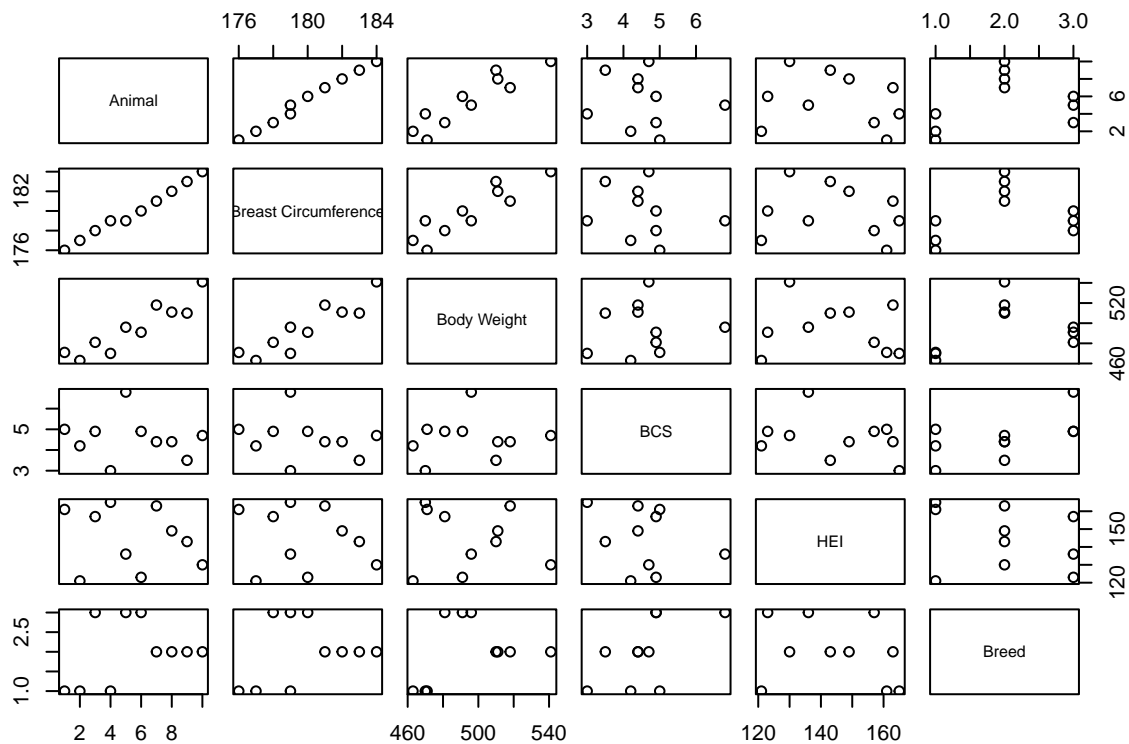 176 180 184
3 4 5 6
1.0 2.0 3.0
Animal
2 6
176 182
Breast Circumference
Body Weight
460 520
3 5
BCS
HEI
120 150
1.0 2.5
Breed
2 4 6 8
460 500 540
120 140 160